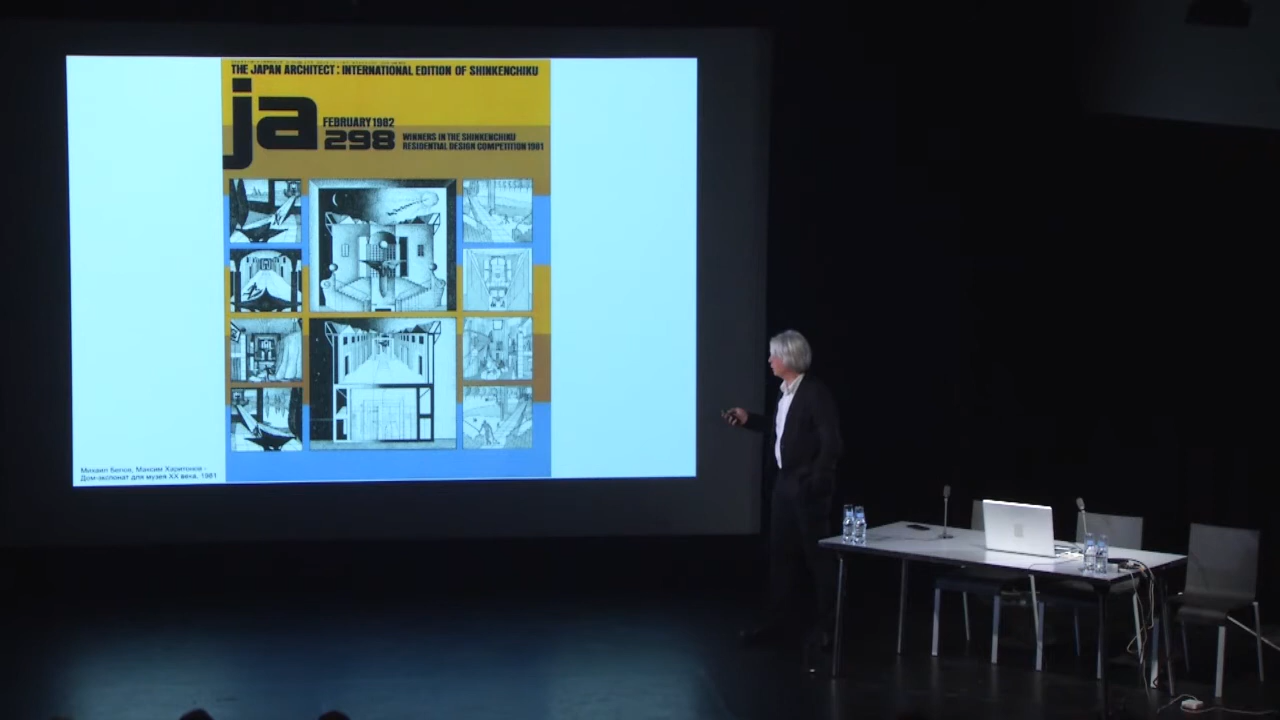 THE JAPAN ARCHITECT: INTERNATIONAL EDITION OF SHINKENCHIKU
ja
FEBRUARY 1982
298
WINNERS IN THE SHINKENCHIKU
RESIDENTIAL DESIGN COMPETITION 1981
Михаил Белов, Максим Харитонов -
Дом-экспонат для музея XX века, 1981